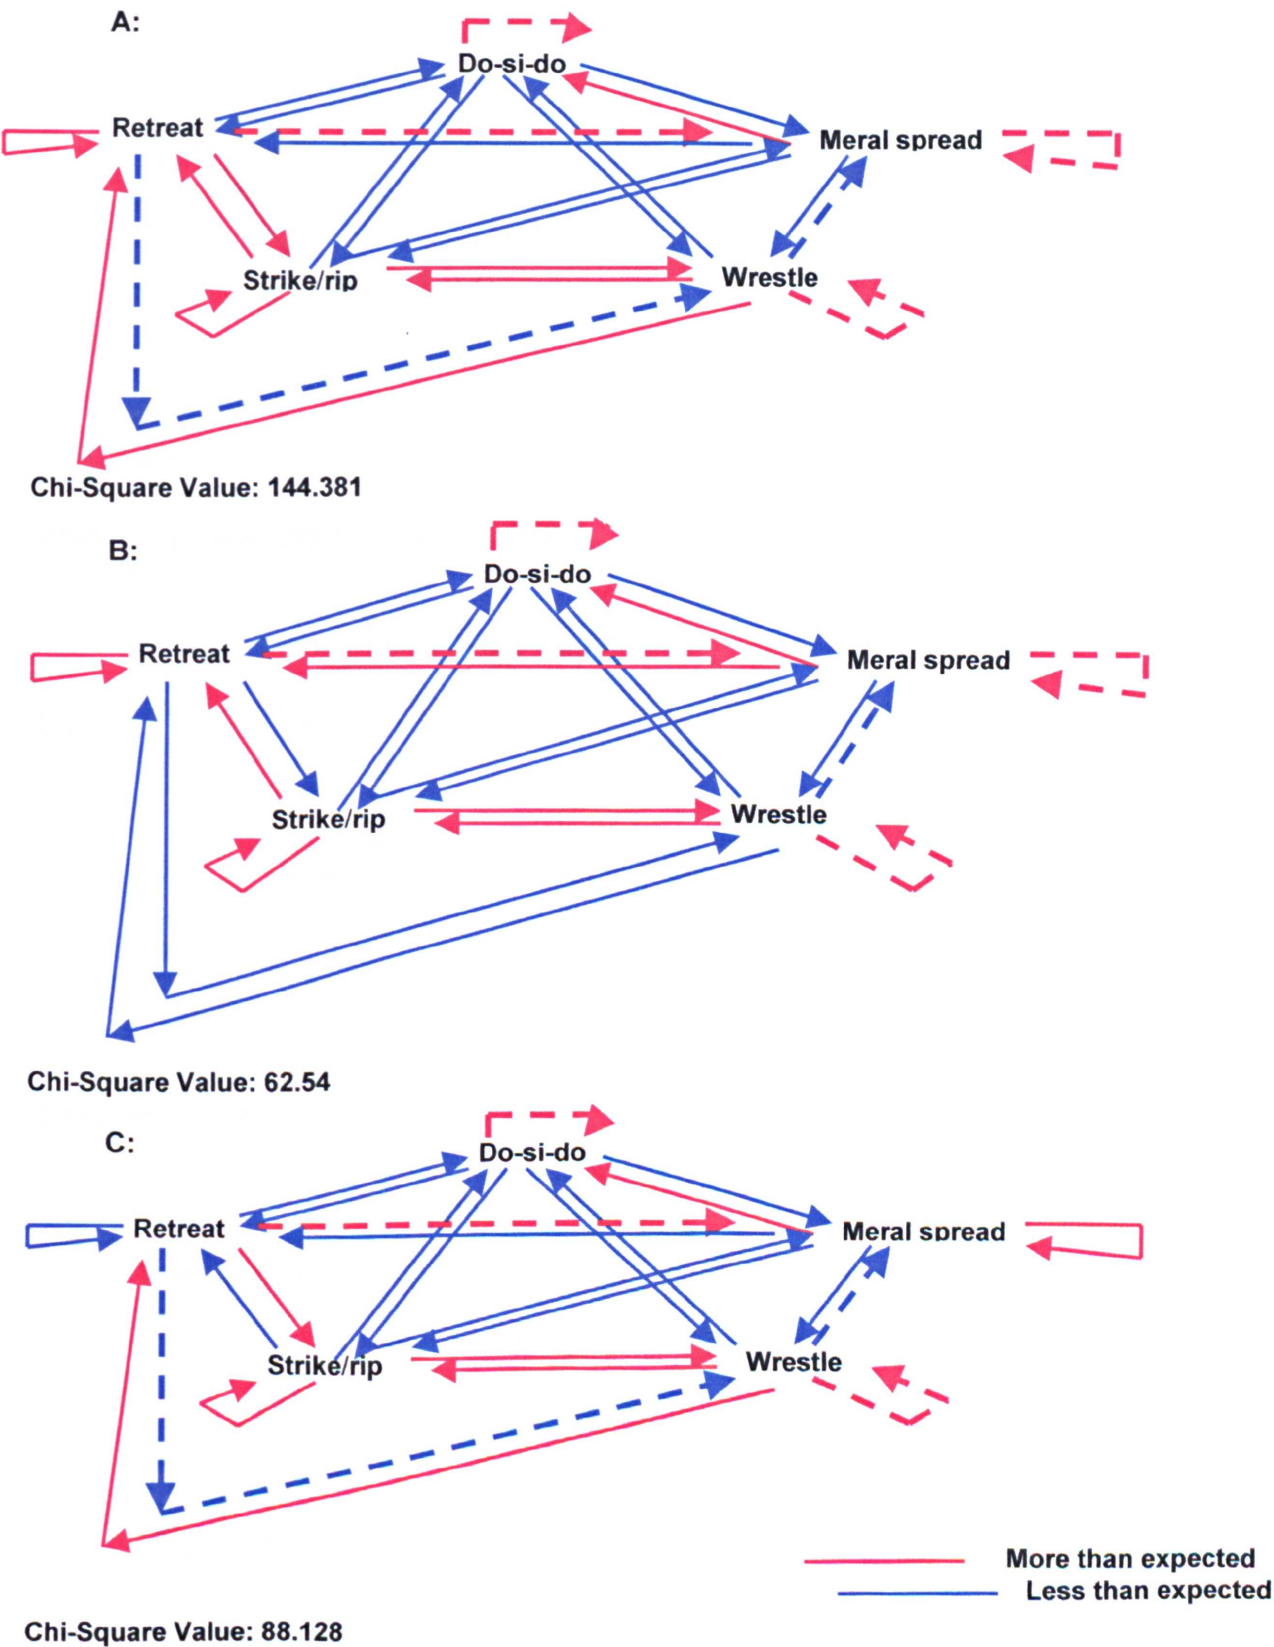 A:
Do-si-do
Retreat
Meral spread
Strike/rip
Wrestle
Chi-Square Value: 144.381
B:
Do-si-do
Retreat
Meral spread
Strike/rip
Wrestle
Chi-Square Value: 62.54
C:
Do-si-do
Retreat
Meral spread
Strike/rip
Wrestle
More than expected
Less than expected
Chi-Square Value: 88.128